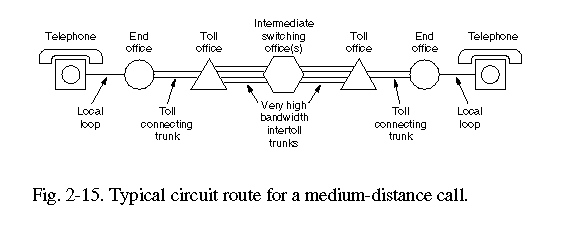 Telephone
End
office
Toll
office
Intermediate
switching
office(s)
Toll
office
End
office
Telephone
Local
loop
Toll
connecting
trunk
Very high
bandwidth
intertoll
trunks
Toll
connecting
trunk
Local
loop
Fig. 2-15. Typical circuit route for a medium-distance call.